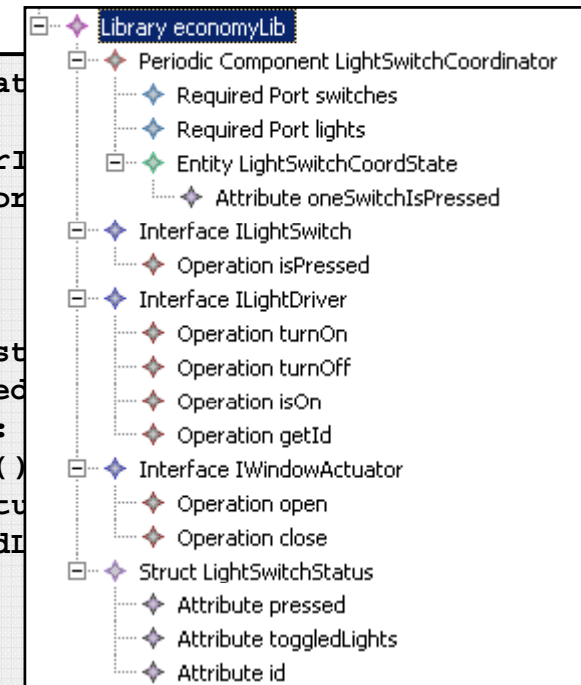 Library economyLib
Periodic Component LightSwitchCoordinator
Required Port switches
Required Port lights
Entity LightSwitchCoordState
Attribute oneSwitchIsPressed
Interface ILightSwitch
Operation isPressed
Interface ILightDriver
Operation turnOn
Operation turnOff
Operation isOn
Operation getId
Interface IWindowActuator
Operation open
Operation close
Struct LightSwitchStatus
Attribute pressed
Attribute toggledLights
Attribute id